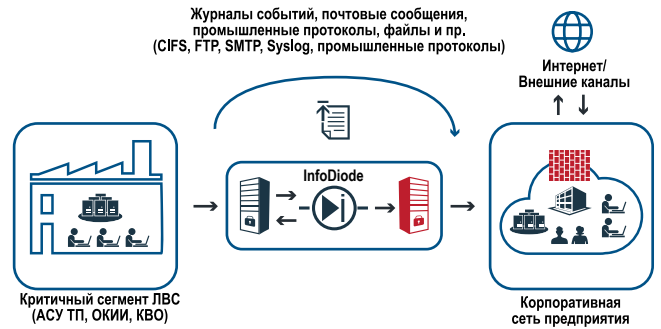 Журналы событий, почтовые сообщения,
промышленные протоколы, файлы и пр.
(CIFS, FTP, SMTP, Syslog, промышленные протоколы)
Интернет/
Внешние каналы
InfoDiode
Критичный сегмент ЛВС
(АСУ ТП, ОКИИ, КВО)
Корпоративная
сеть предприятия